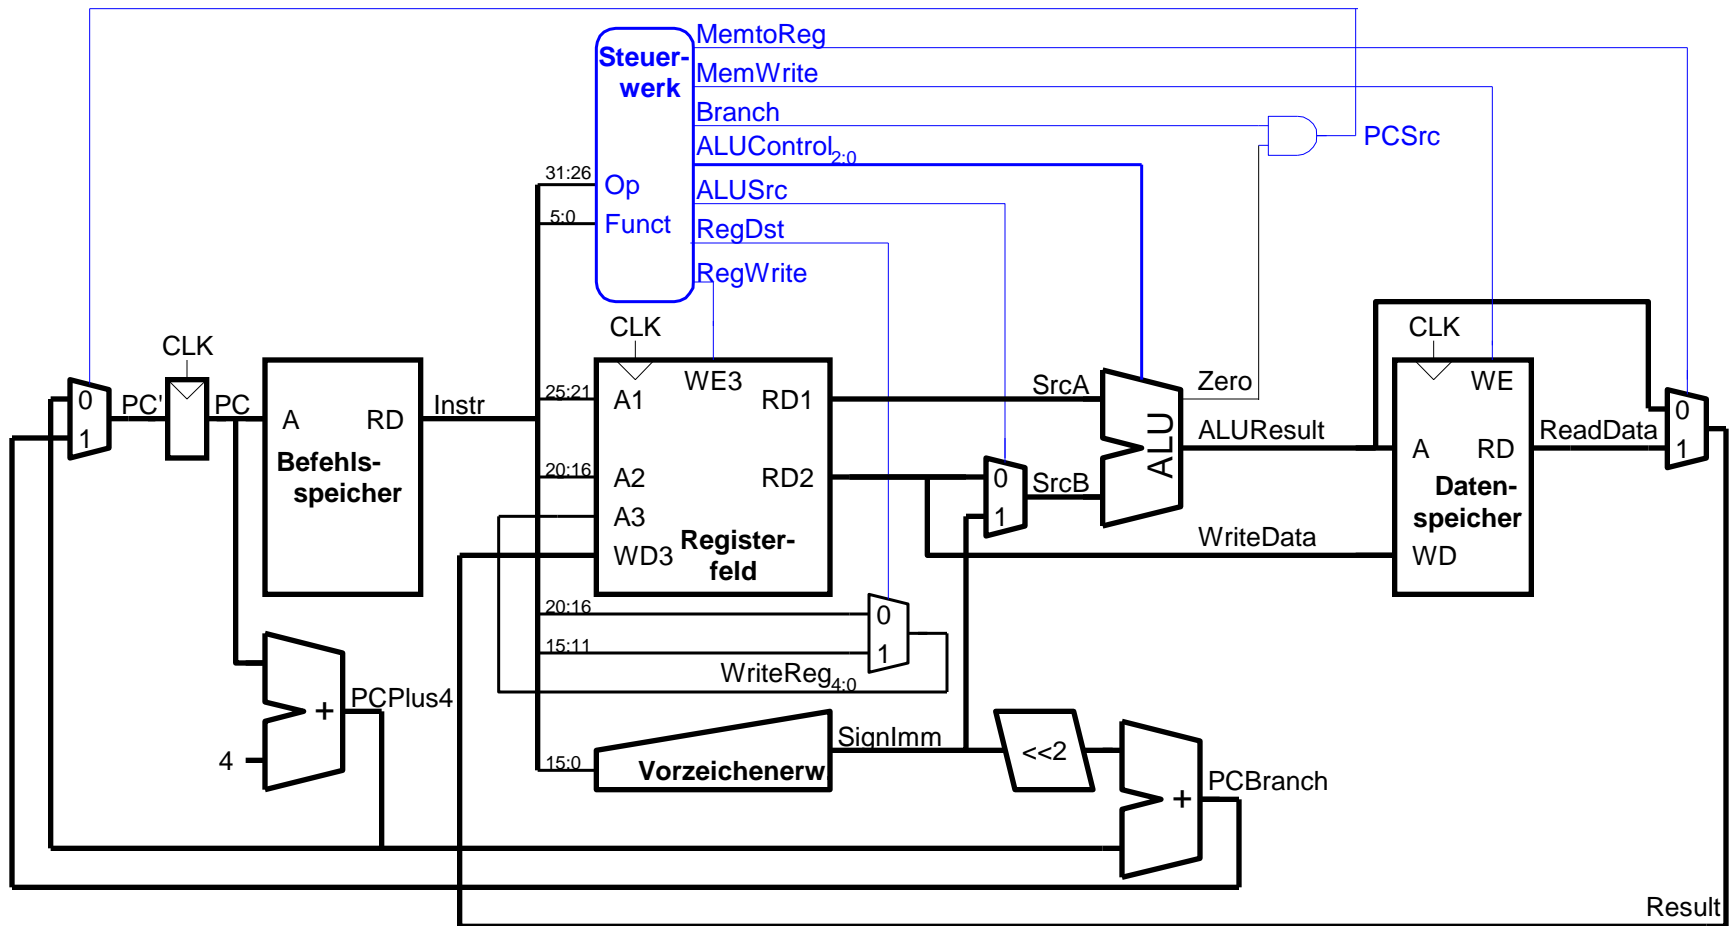 MemtoReg
Steuer-
werk
MemWrite
Branch
PCSrc
ALUControl2:0
31:26
Op
ALUSrc
5:0
Funct
RegDst
RegWrite
CLK
CLK
CLK
0
1
PC'
PC
A
RD
Befehls-
speicher
Instr
25:21
A1
WE3
RD1
20:16
A2
RD2
A3
WD3
Register-
feld
SrcA
0
1
SrcB
ALU
Zero
ALUResult
WriteData
WE
A
RD
Daten-
speicher
WD
ReadData
0
1
20:16
0
15:11
1
WriteReg4:0
PCPlus4
+
4
SignImm
15:0
Vorzeichenerw.
<<2
PCBranch
+
Result